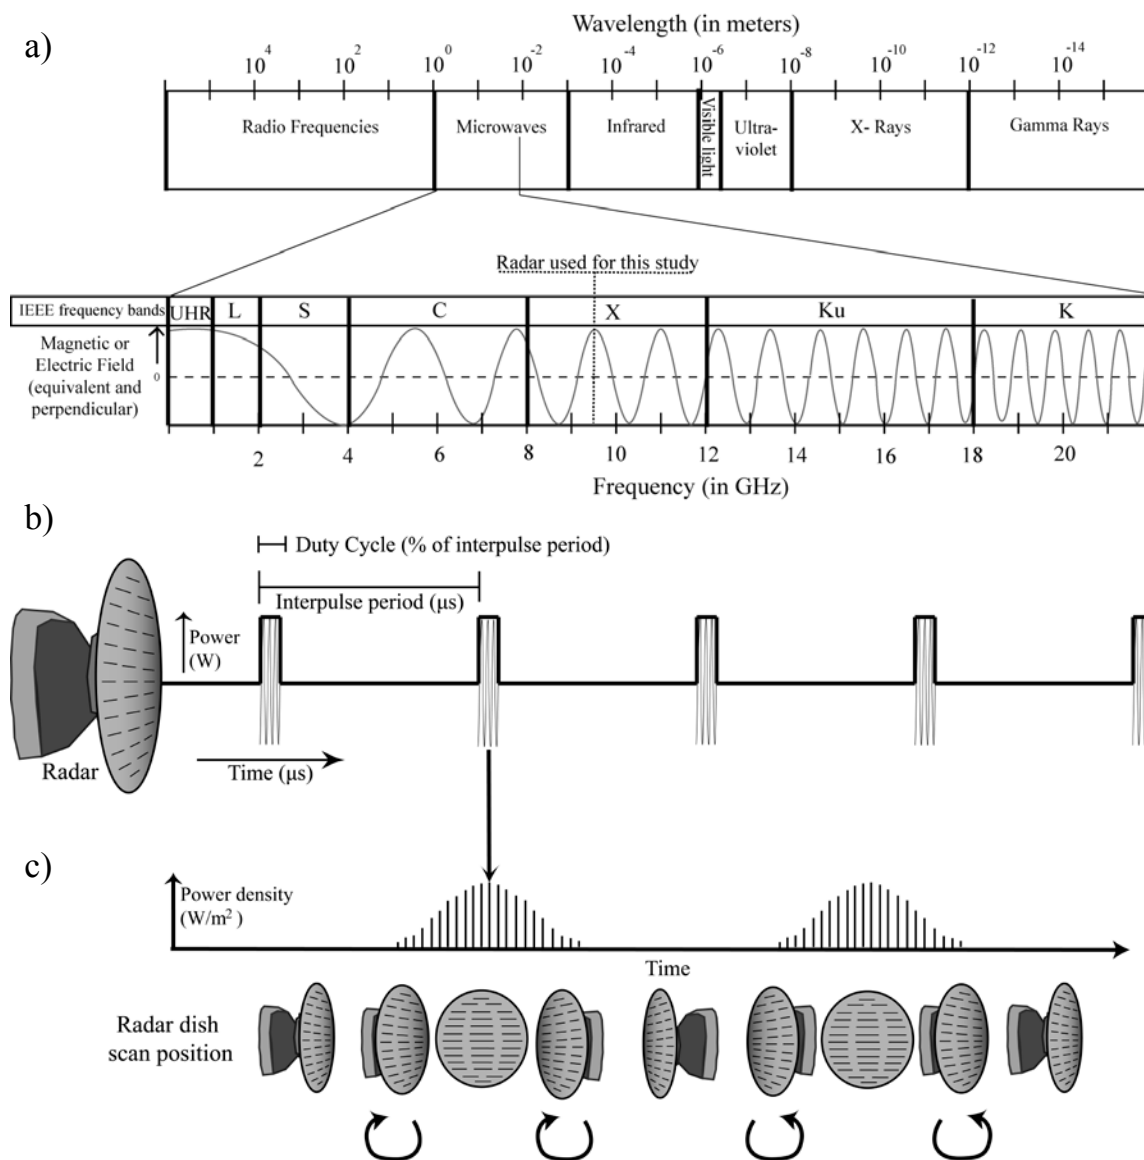 a)
Wavelength (in meters)
10^4 10^2 10^0 10^-2 10^-4 10^-6 10^-8 10^-10 10^-12 10^-14
Radio Frequencies Microwaves Infrared Visible light Ultra- X- Rays Gamma Rays
violet
Radar used for this study
IEEE frequency bands UHR L S C X Ku K
Magnetic or
Electric Field
(equivalent and
perpendicular)
0
2 4 6 8 10 12 14 16 18 20
Frequency (in GHz)
b)
Duty Cycle (% of interpulse period)
Interpulse period (μs)
Power
(W)
Radar
Time (μs)
c)
Power density
(W/m²)
Time
Radar dish
scan position